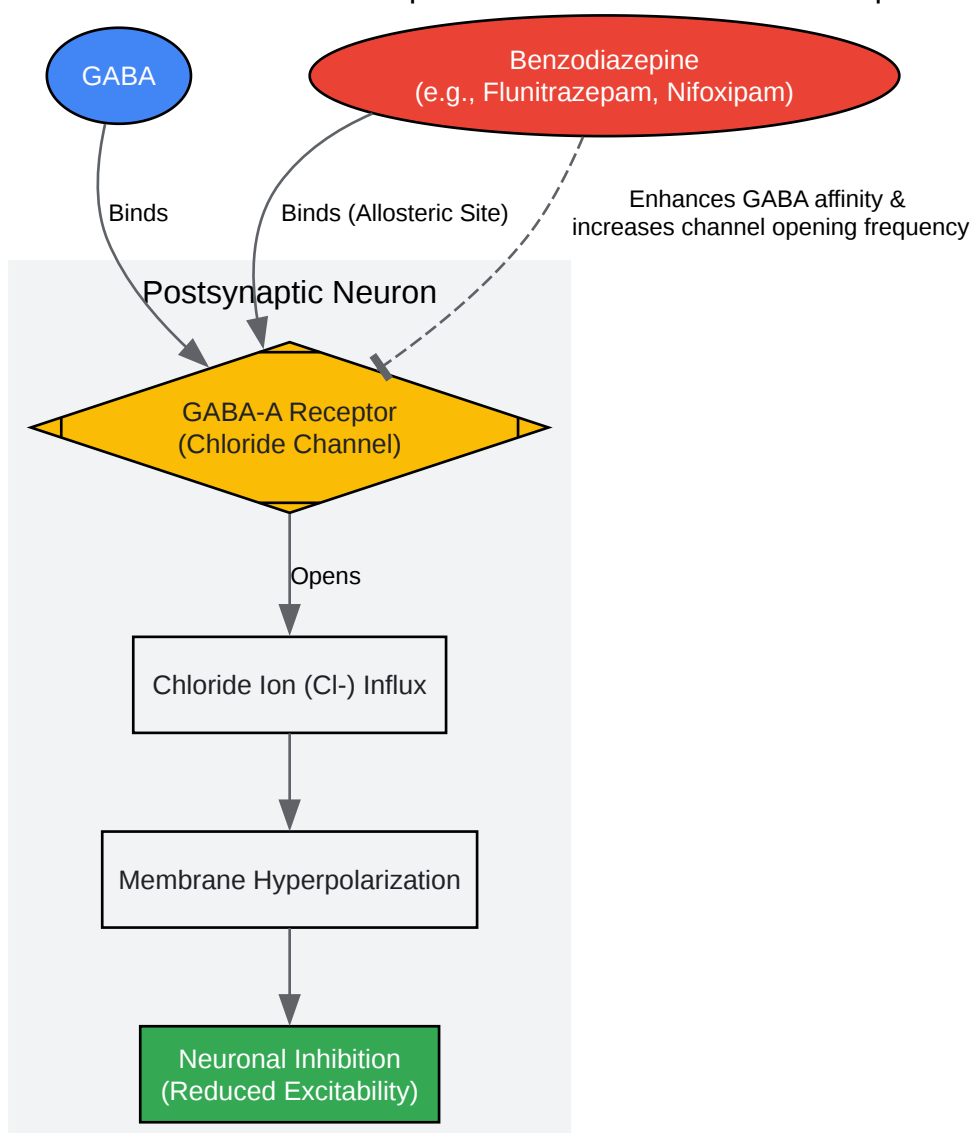 GABA
Benzodiazepine
(e.g., Flunitrazepam, Nifoxipam)
Binds
Binds (Allosteric Site)
Enhances GABA affinity &
increases channel opening frequency
Postsynaptic Neuron
GABA-A Receptor
(Chloride Channel)
Opens
Chloride Ion (Cl-) Influx
Membrane Hyperpolarization
Neuronal Inhibition
(Reduced Excitability)